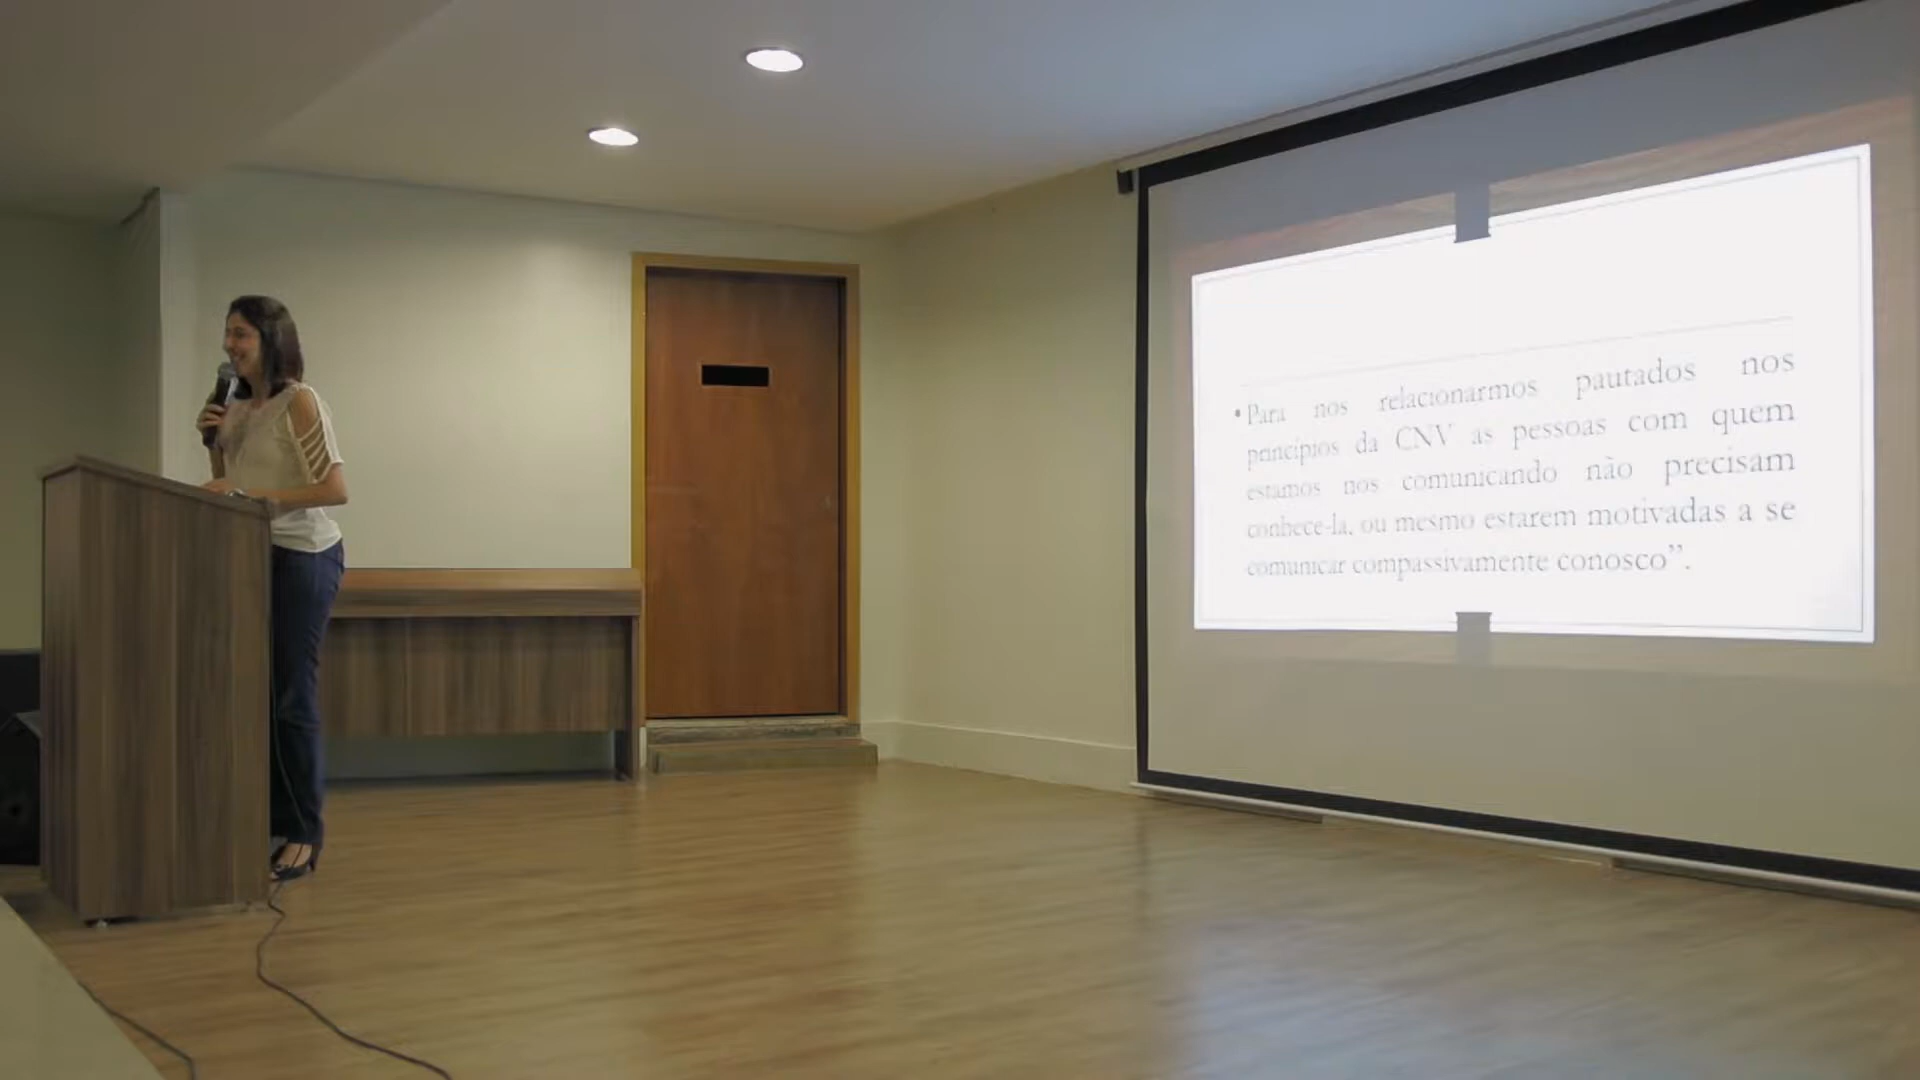 • Para nos relacionarmos pautados nos
princípios da CNV as pessoas com quem
estamos nos comunicando não precisam
conhece-la, ou mesmo estarem motivadas a se
comunicar compassivamente conosco”.